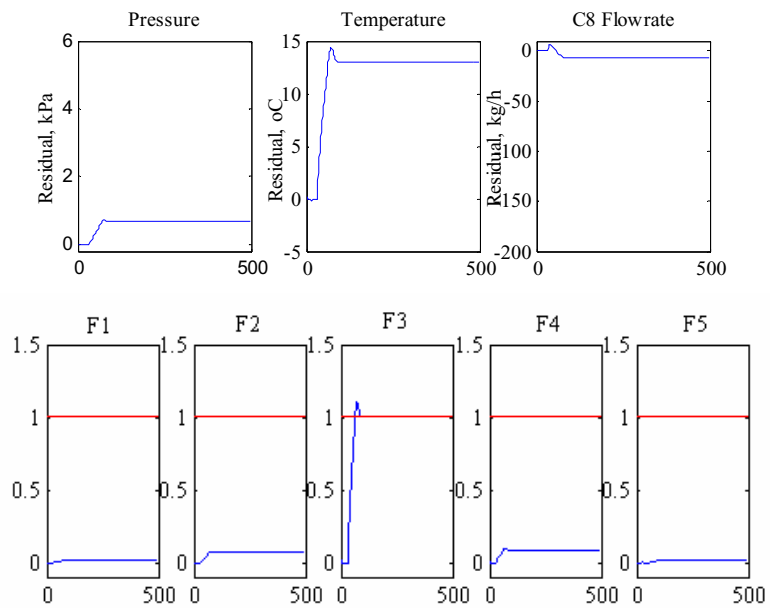 Pressure Temperature C8 Flowrate
Residual, kPa
6
4
2
0
0 500
Residual, oC
15
10
5
0
-5
0 500
Residual, kg/h
0
-50
-100
-150
-200
0 500
F1 F2 F3 F4 F5
1.5 1.5 1.5 1.5 1.5
1 1 1 1 1
0.5 0.5 0.5 0.5 0.5
0 0 0 0 0
0 500 0 500 0 500 0 500 0 500